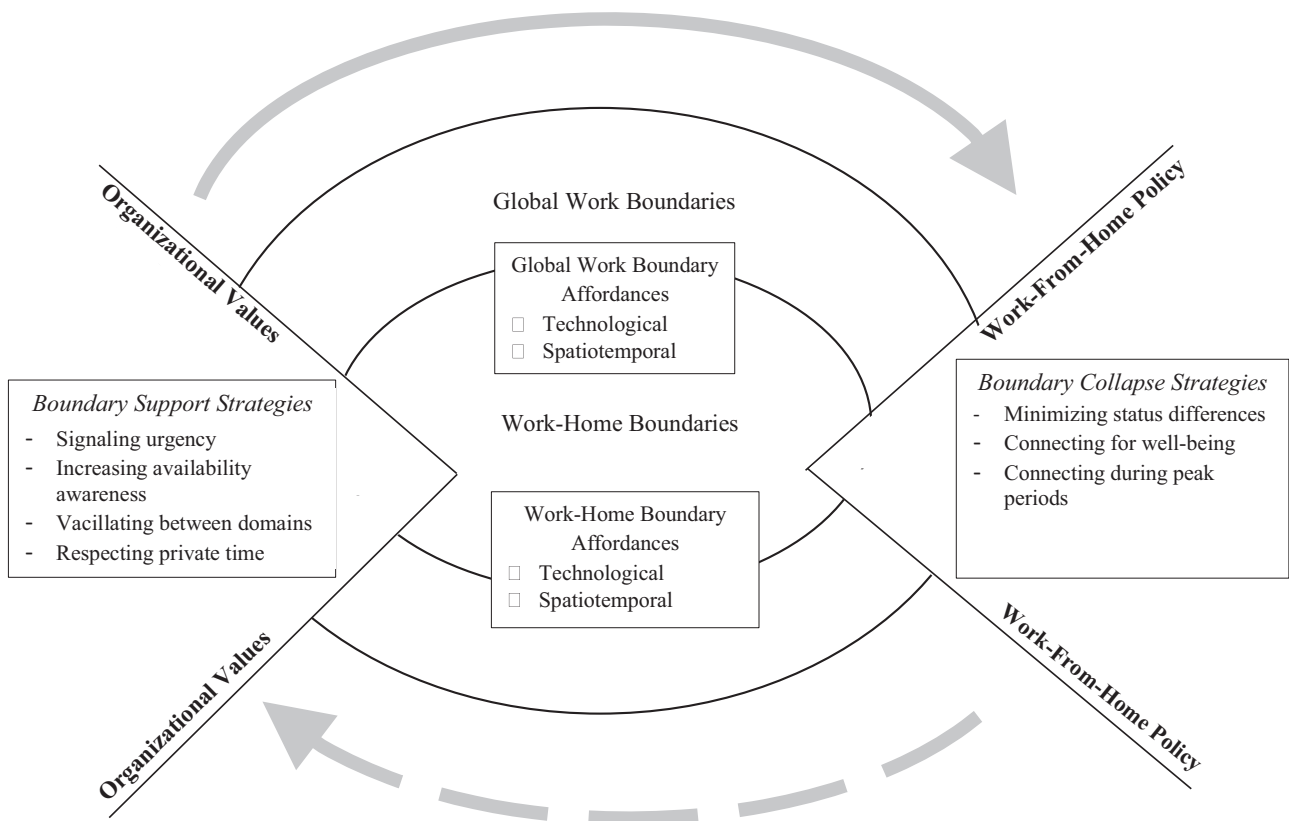 Organizational Values
Work-From-Home Policy
Global Work Boundaries
Global Work Boundary
Affordances
□ Technological
□ Spatiotemporal
Boundary Support Strategies
- Signaling urgency
- Increasing availability
awareness
- Vacillating between domains
- Respecting private time
Work-Home Boundaries
Boundary Collapse Strategies
- Minimizing status differences
- Connecting for well-being
- Connecting during peak
periods
Work-Home Boundary
Affordances
□ Technological
□ Spatiotemporal
Organizational Values
Work-From-Home Policy